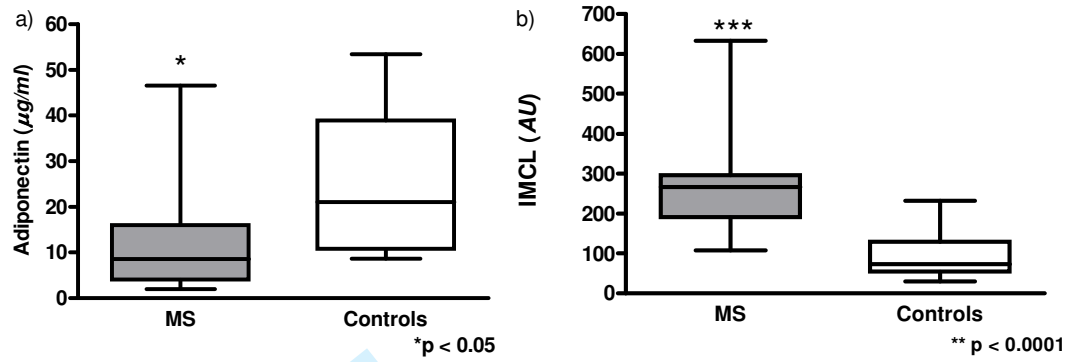 a)
Adiponectin (µg/ml)
60
50
40
30
20
10
0
*
MS
Controls
*p < 0.05
b)
IMCL (AU)
700
600
500
400
300
200
100
0
***
MS
Controls
** p < 0.0001